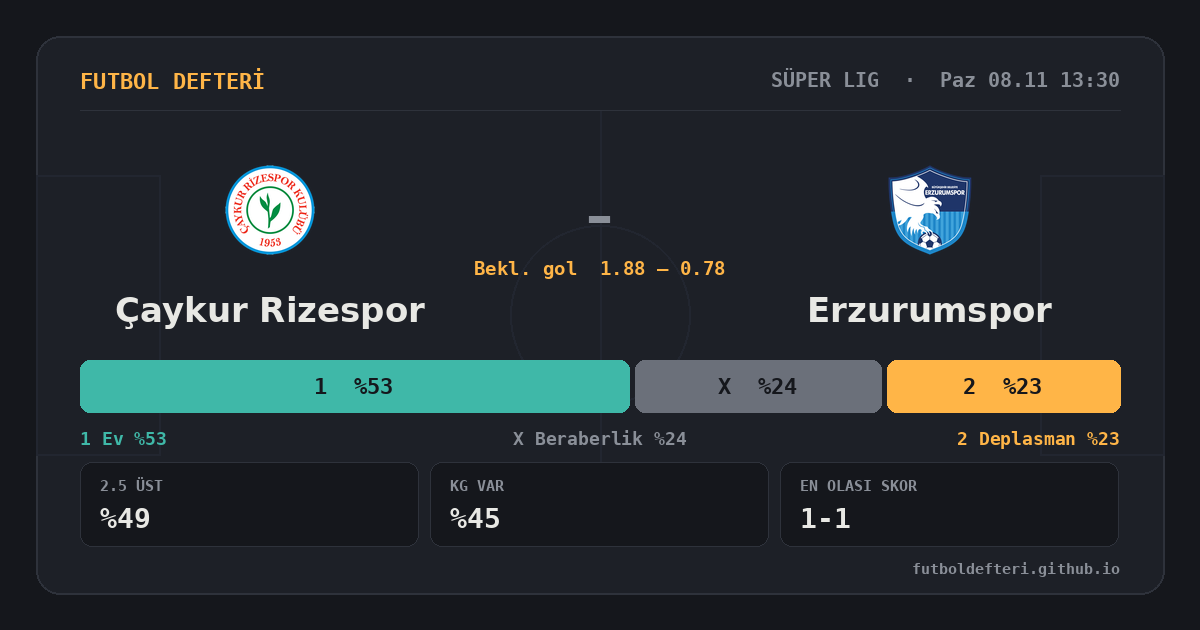 FUTBOL DEFTERİ
SÜPER LIG · Paz 08.11 13:30
ÇAYKUR RİZESPOR KULÜBÜ
1953
ERZURUMSPOR
-
Bekl. gol 1.88 – 0.78
Çaykur Rizespor
Erzurumspor
1 %53
X %24
2 %23
1 Ev %53
X Beraberlik %24
2 Deplasman %23
2.5 ÜST
KG VAR
EN OLASI SKOR
%49
%45
1-1
futboldefteri.github.io